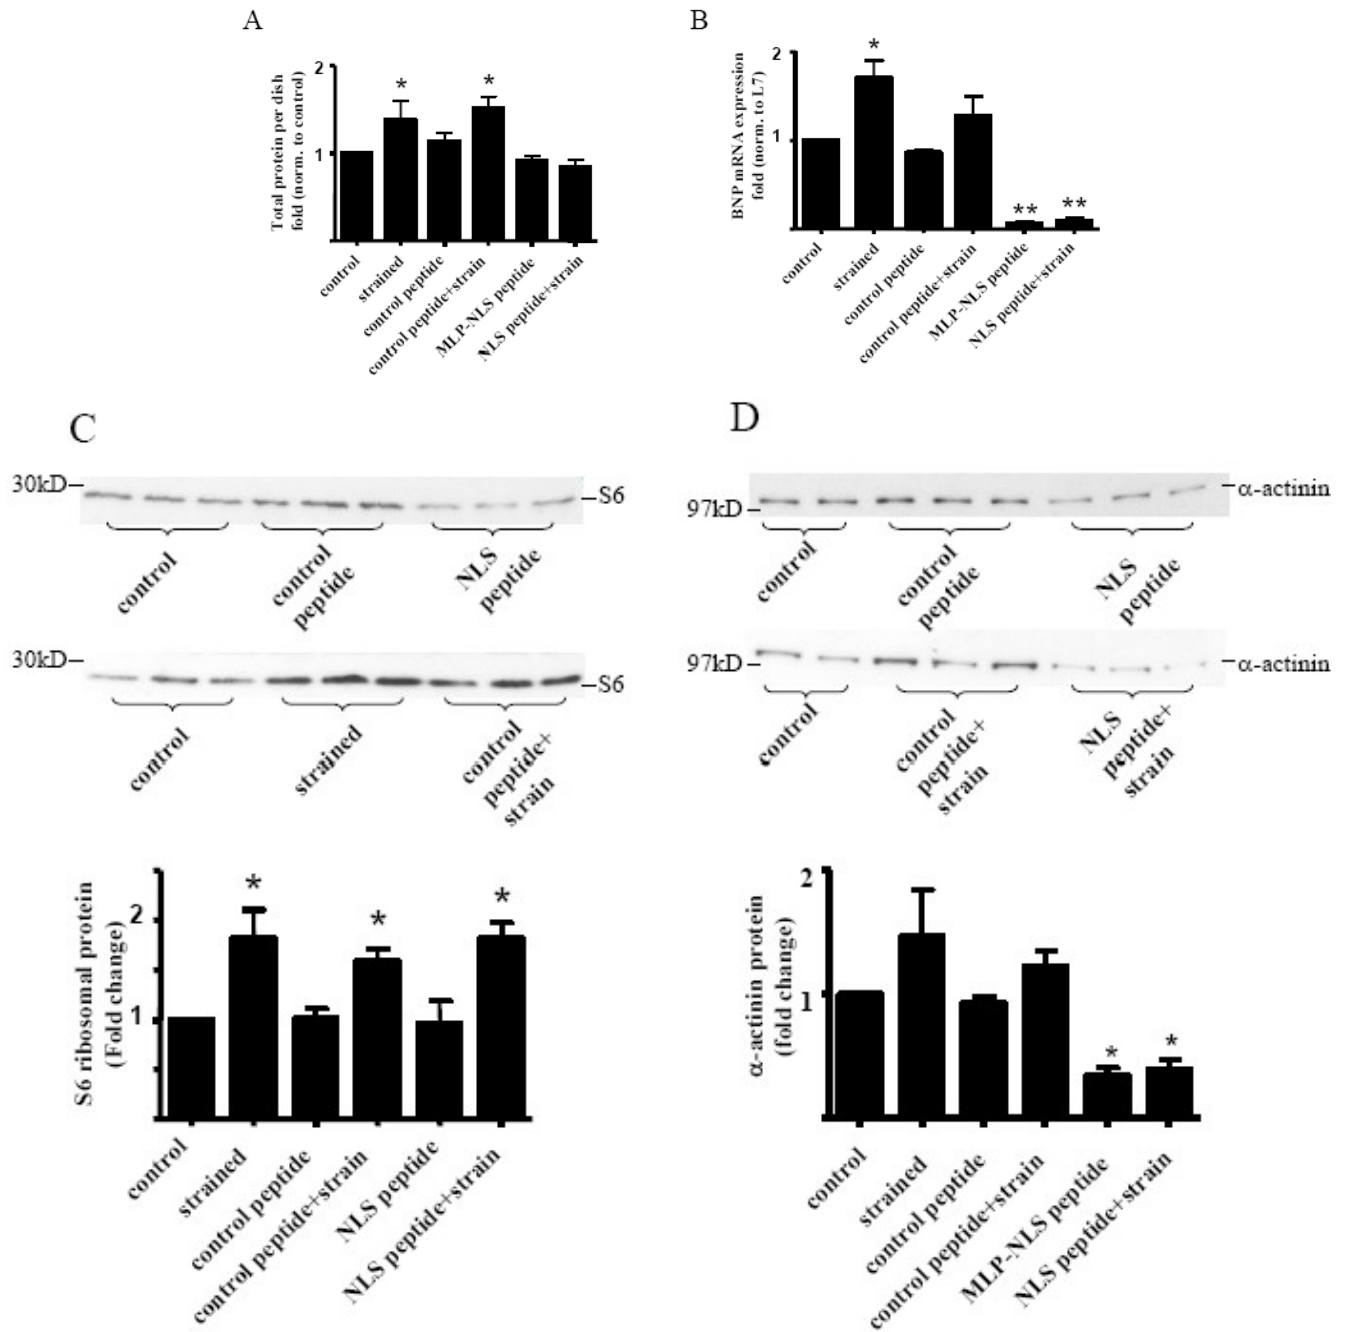 A
Total protein per dish
fold (norm. to control)
2
1
*
*
control
strained
control peptide
control peptide+strain
MLP-NLS peptide
NLS peptide+strain
B
BNP mRNA expression
fold (norm. to L7)
2
1
*
**
**
control
strained
control peptide
control peptide+strain
MLP-NLS peptide
NLS peptide+strain
C
30kD
S6
control
control
peptide
NLS
peptide
30kD
S6
control
strained
control
peptide+
strain
S6 ribosomal protein
(Fold change)
2
1
*
*
*
control
strained
control peptide
control peptide+strain
NLS peptide
NLS peptide+strain
D
97kD
α-actinin
control
control
peptide
NLS
peptide
97kD
α-actinin
control
control
peptide+
strain
NLS
peptide+
strain
α-actinin protein
(fold change)
2
1
*
*
control
strained
control peptide
control peptide+strain
MLP-NLS peptide
NLS peptide+strain